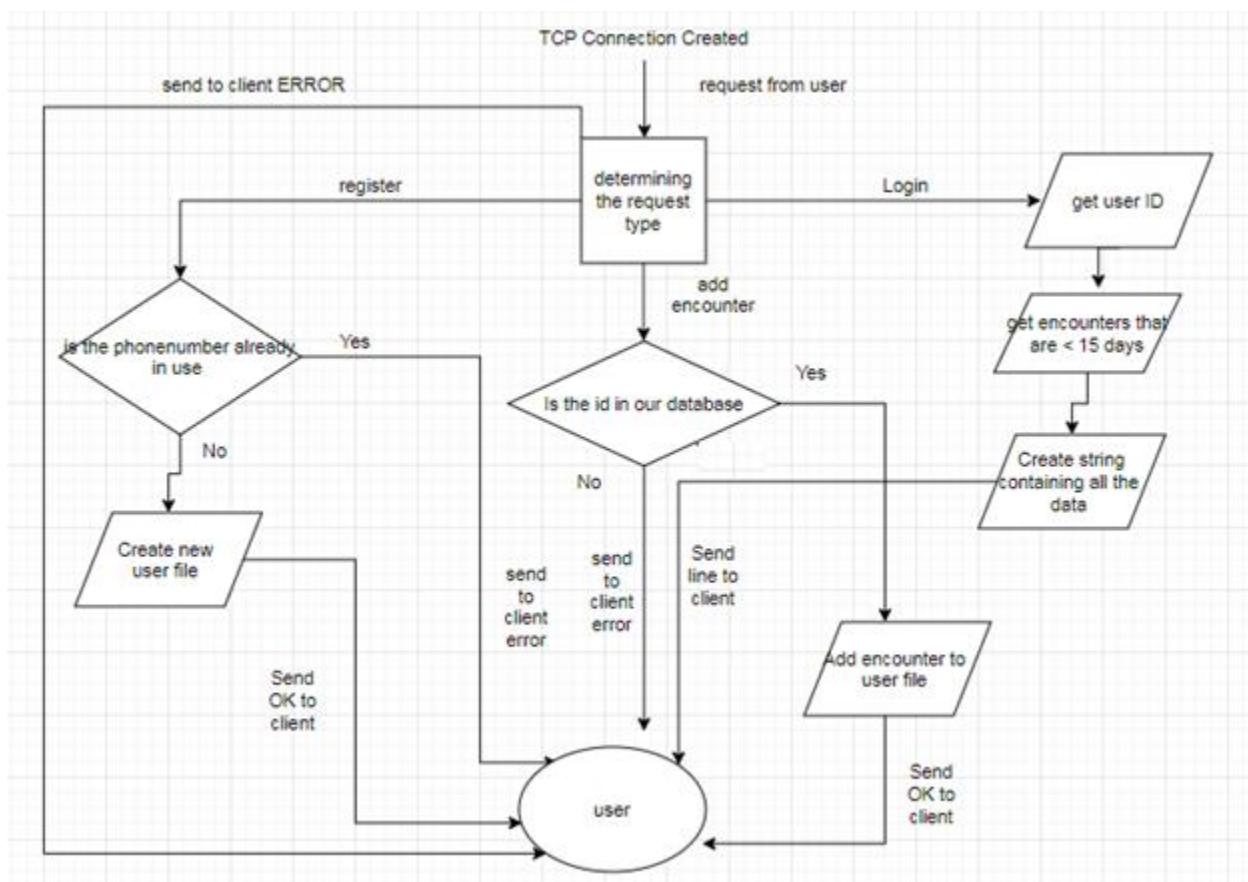 TCP Connection Created
send to client ERROR
request from user
determining
the request
type
register
Login
get user ID
add
encounter
is the phonenumber already
in use
Yes
get encounters that
are < 15 days
Is the id in our database
Yes
No
Create string
containing all the
data
No
Create new
user file
send
to
client
error
send
to
client
error
Send
line to
client
Add encounter to
user file
Send
OK to
client
Send
OK to
client
user